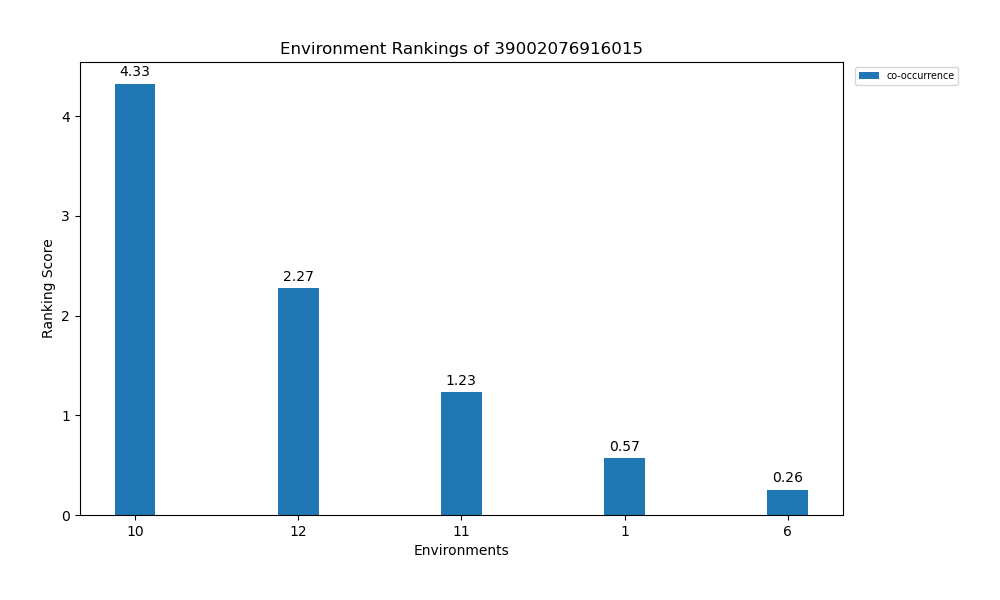 Environment Rankings of 39002076916015
4.33
co-occurrence
4
3
2.27
Ranking Score
2
1.23
1
0.57
0.26
0
10 12 11 1 6
Environments